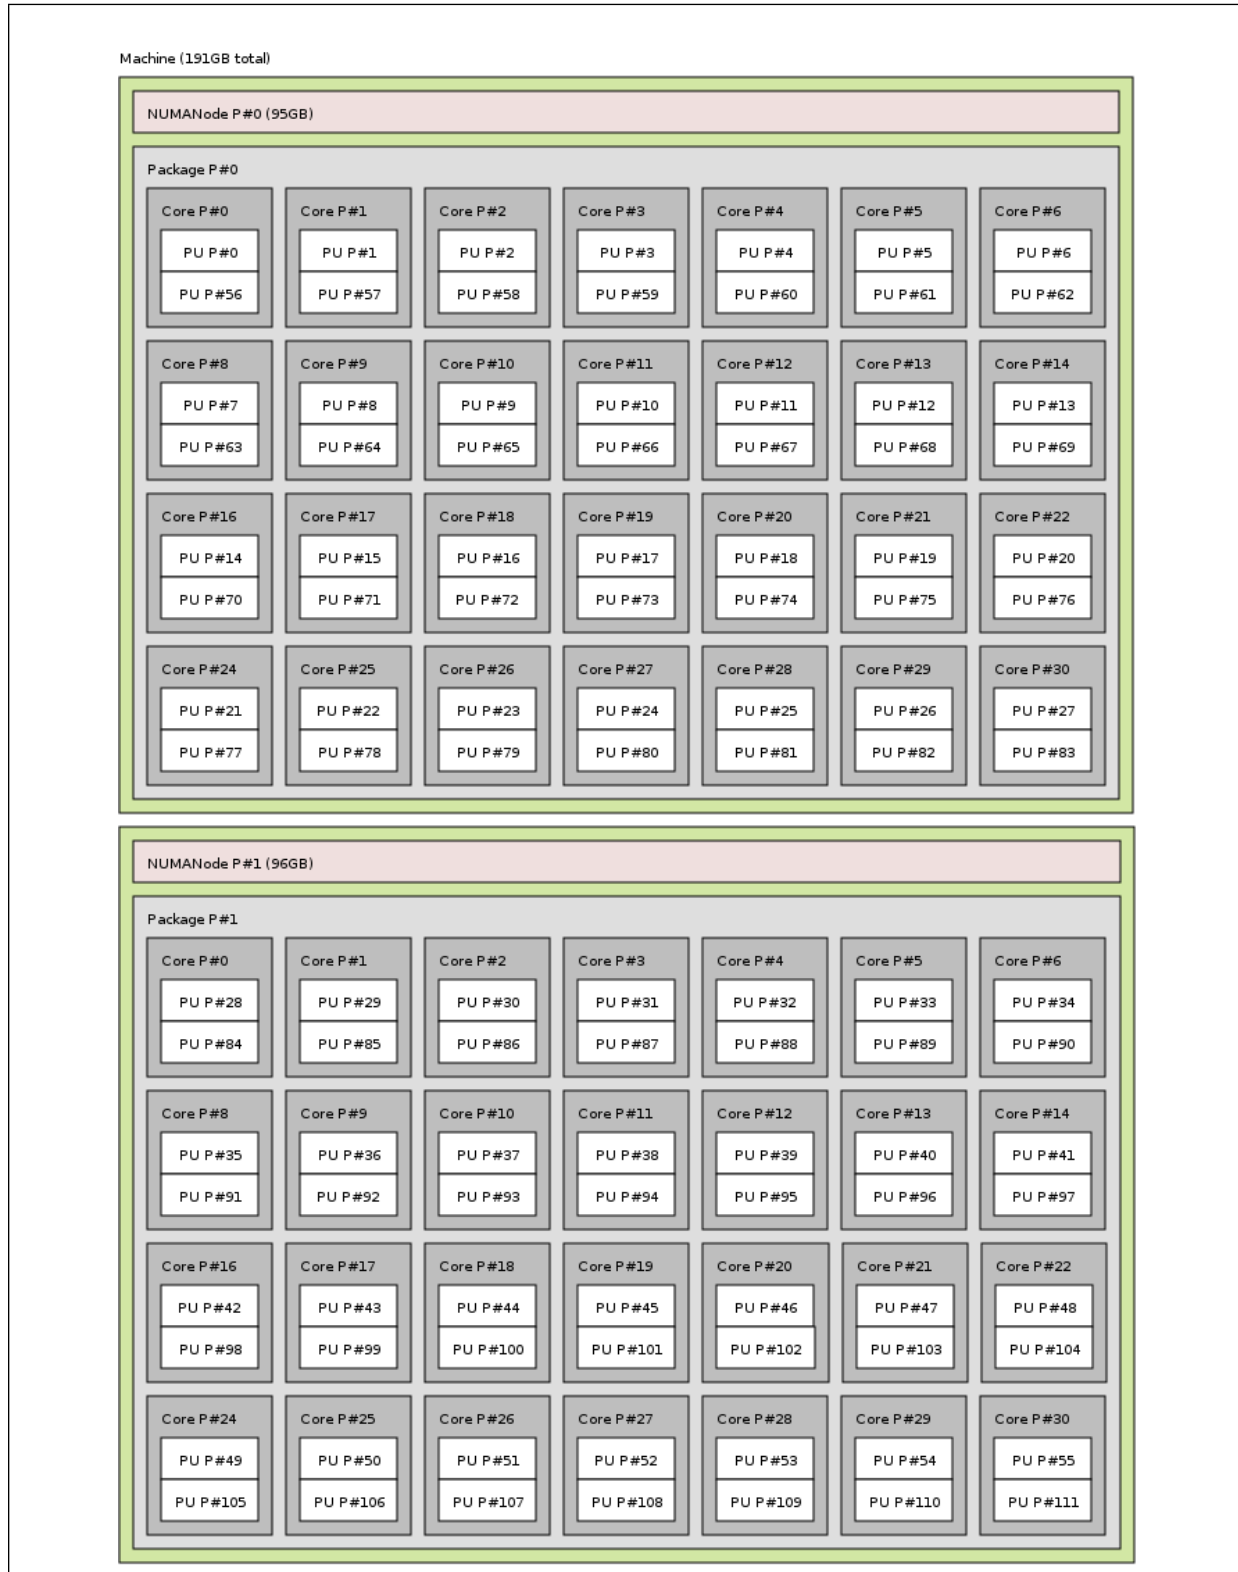 Machine (191GB total)
NUMANode P#0 (95GB)
Package P#0
Core P#0 Core P#1 Core P#2 Core P#3 Core P#4 Core P#5 Core P#6
PU P#0 PU P#1 PU P#2 PU P#3 PU P#4 PU P#5 PU P#6
PU P#56 PU P#57 PU P#58 PU P#59 PU P#60 PU P#61 PU P#62
Core P#8 Core P#9 Core P#10 Core P#11 Core P#12 Core P#13 Core P#14
PU P#7 PU P#8 PU P#9 PU P#10 PU P#11 PU P#12 PU P#13
PU P#63 PU P#64 PU P#65 PU P#66 PU P#67 PU P#68 PU P#69
Core P#16 Core P#17 Core P#18 Core P#19 Core P#20 Core P#21 Core P#22
PU P#14 PU P#15 PU P#16 PU P#17 PU P#18 PU P#19 PU P#20
PU P#70 PU P#71 PU P#72 PU P#73 PU P#74 PU P#75 PU P#76
Core P#24 Core P#25 Core P#26 Core P#27 Core P#28 Core P#29 Core P#30
PU P#21 PU P#22 PU P#23 PU P#24 PU P#25 PU P#26 PU P#27
PU P#77 PU P#78 PU P#79 PU P#80 PU P#81 PU P#82 PU P#83
NUMANode P#1 (96GB)
Package P#1
Core P#0 Core P#1 Core P#2 Core P#3 Core P#4 Core P#5 Core P#6
PU P#28 PU P#29 PU P#30 PU P#31 PU P#32 PU P#33 PU P#34
PU P#84 PU P#85 PU P#86 PU P#87 PU P#88 PU P#89 PU P#90
Core P#8 Core P#9 Core P#10 Core P#11 Core P#12 Core P#13 Core P#14
PU P#35 PU P#36 PU P#37 PU P#38 PU P#39 PU P#40 PU P#41
PU P#91 PU P#92 PU P#93 PU P#94 PU P#95 PU P#96 PU P#97
Core P#16 Core P#17 Core P#18 Core P#19 Core P#20 Core P#21 Core P#22
PU P#42 PU P#43 PU P#44 PU P#45 PU P#46 PU P#47 PU P#48
PU P#98 PU P#99 PU P#100 PU P#101 PU P#102 PU P#103 PU P#104
Core P#24 Core P#25 Core P#26 Core P#27 Core P#28 Core P#29 Core P#30
PU P#49 PU P#50 PU P#51 PU P#52 PU P#53 PU P#54 PU P#55
PU P#105 PU P#106 PU P#107 PU P#108 PU P#109 PU P#110 PU P#111